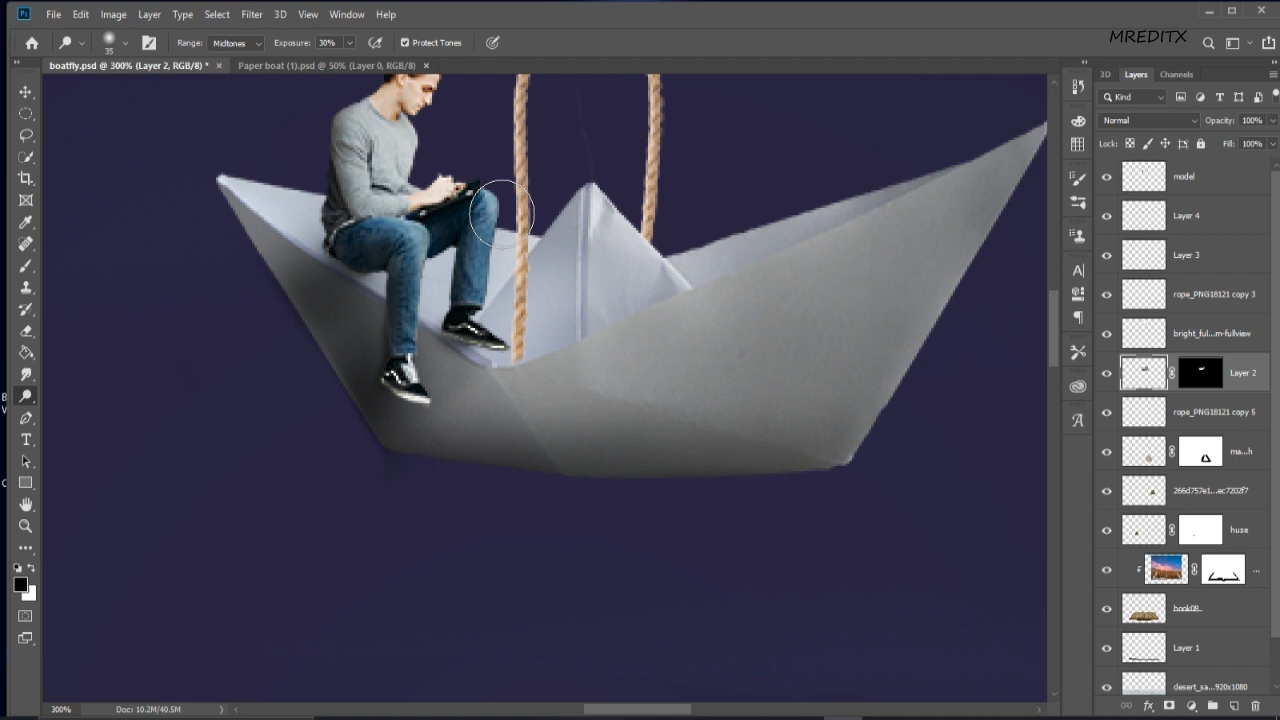 Ps File Edit Image Layer Type Select Filter 3D View Window Help
MREDITX
35 Range: Midtones Exposure: 30% Protect Tones
boatfly.psd @ 300% (Layer 2, RGB/8) * × Paper boat (1).psd @ 50% (Layer 0, RGB/8) ×
3D Layers Channels
Kind
Normal Opacity: 100%
Lock: Fill: 100%
model
Layer 4
Layer 3
rope_PNG18121 copy 3
bright_ful...m-fullview
Layer 2
rope_PNG18121 copy 5
ma...h
266d757e1...ec7202f7
huse
...
book08..
Layer 1
desert_sa...920x1080
300% Doc: 10.2M/40.5M